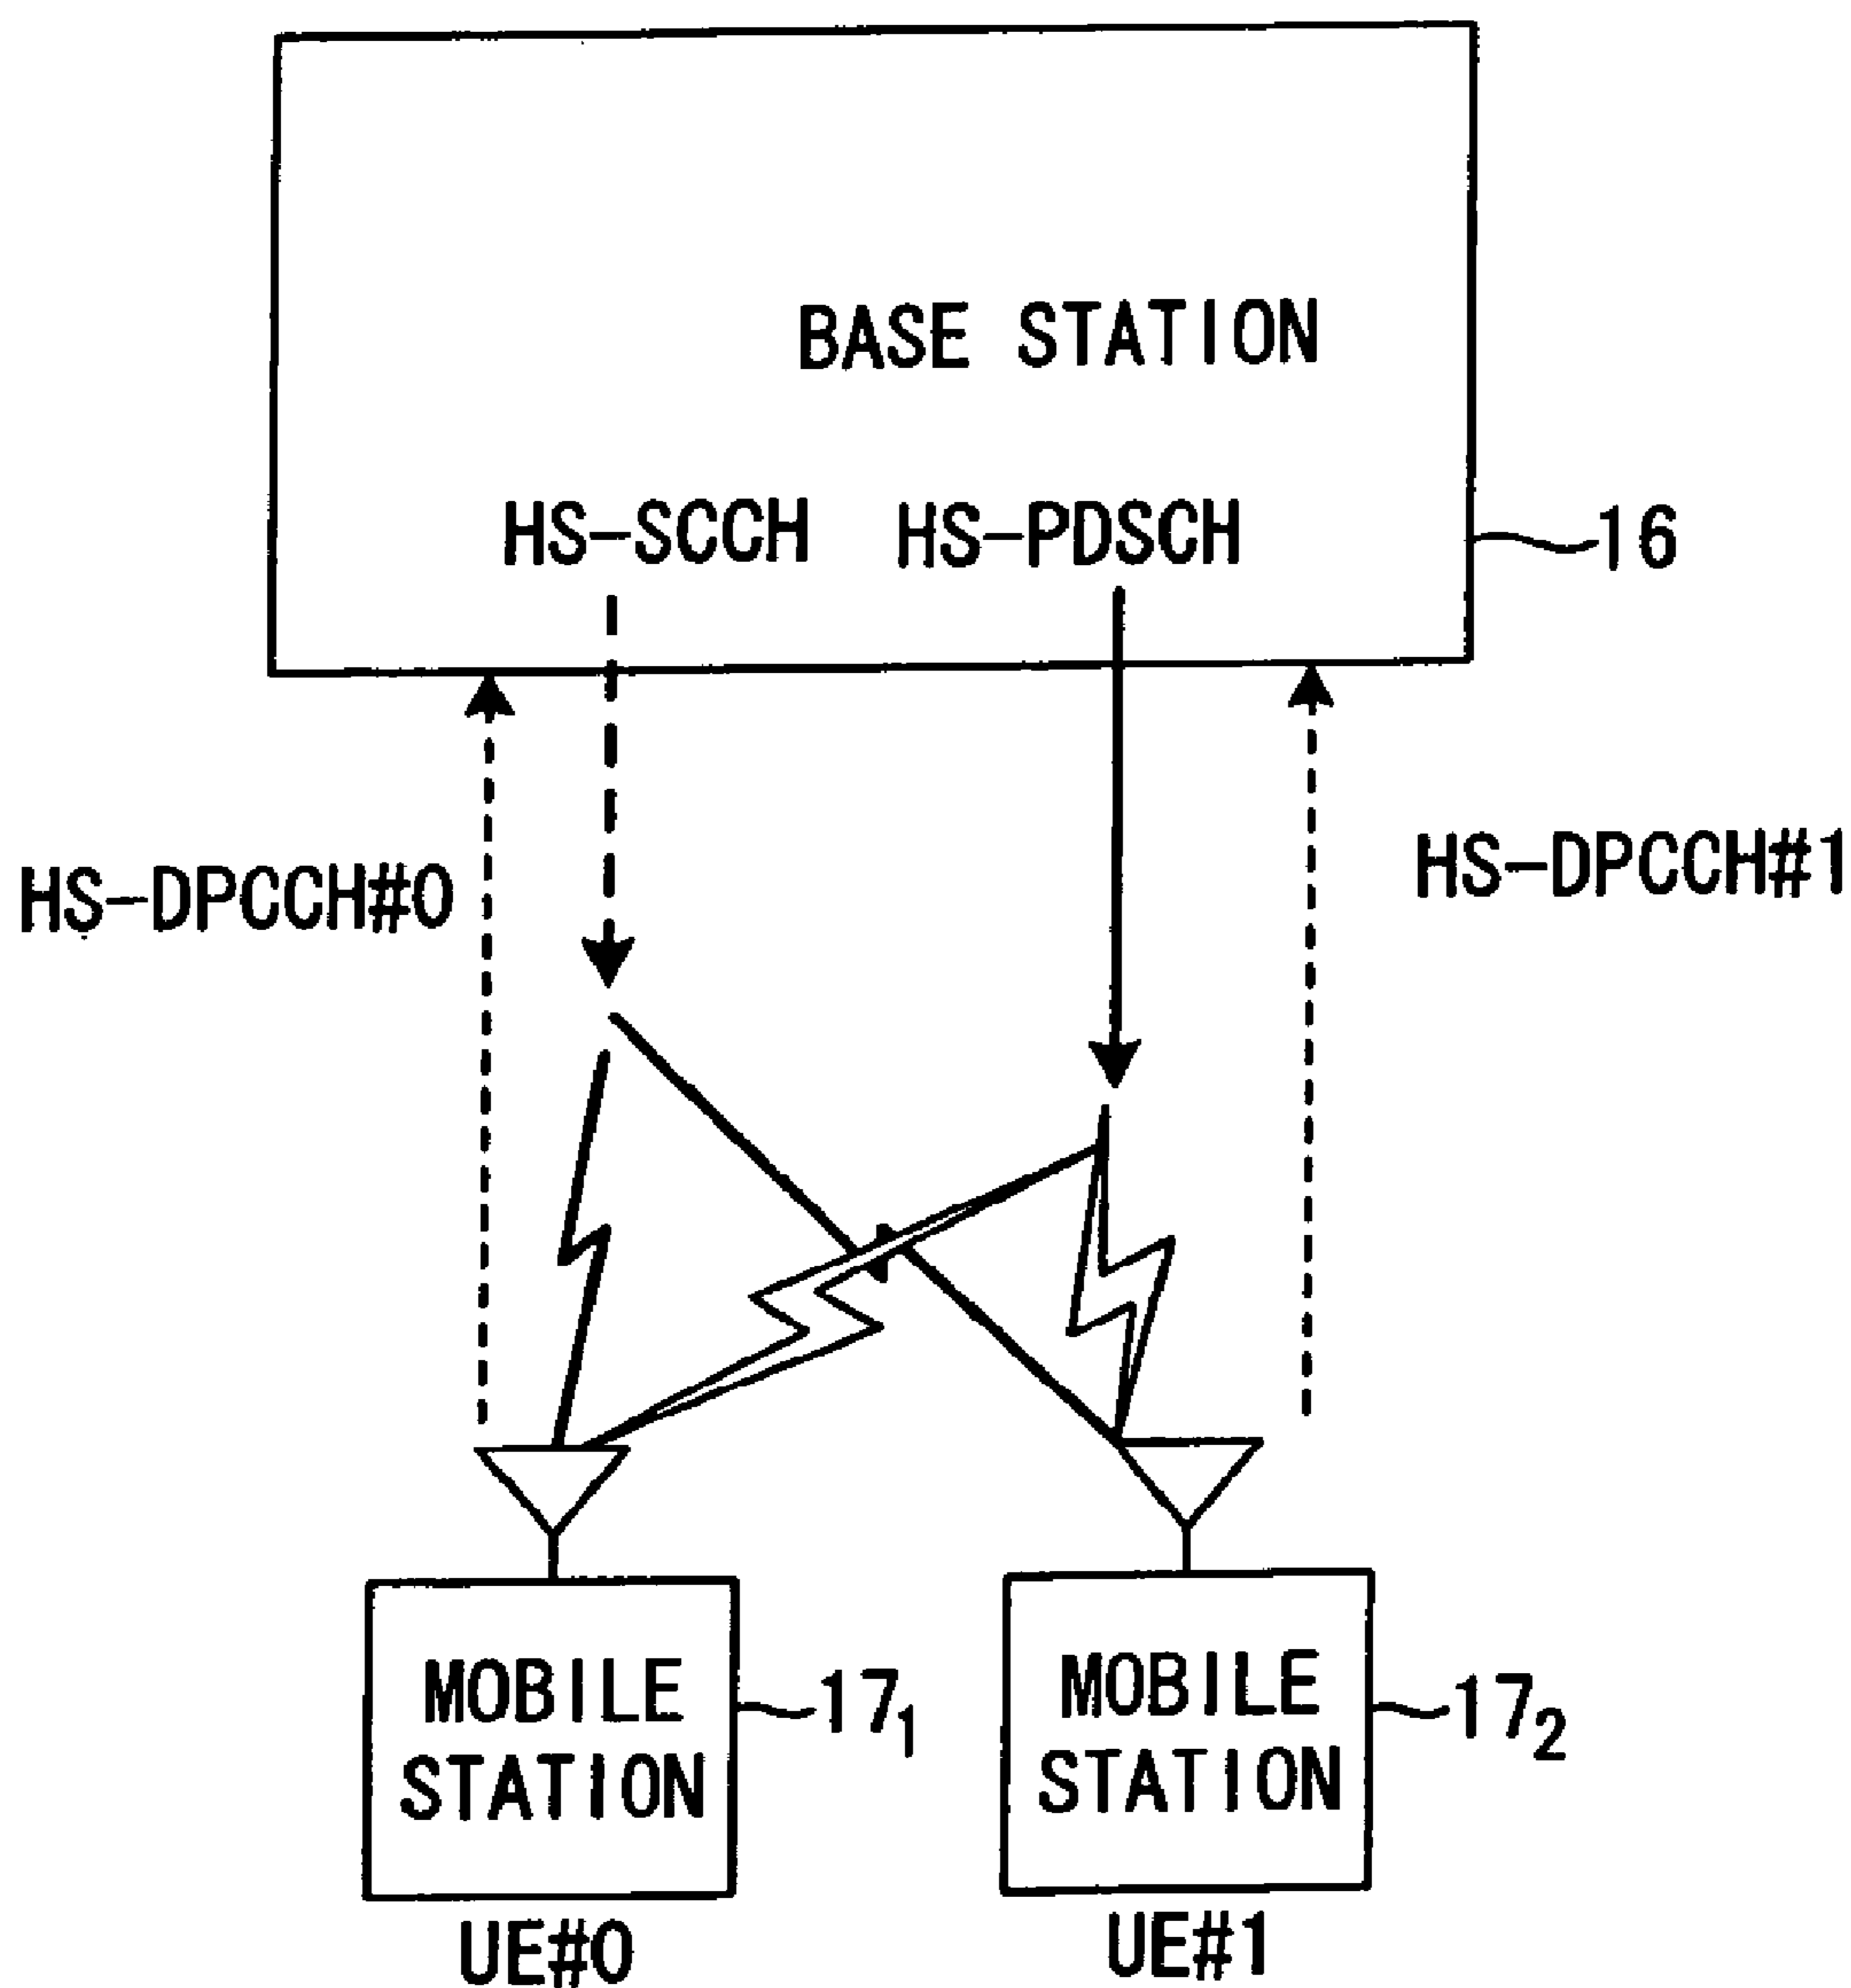 BASE STATION
HS-SCCH HS-PDSCH
16
HS-DPCCH#0
HS-DPCCH#1
MOBILE
STATION
17₁
MOBILE
STATION
17₂
UE#0
UE#1